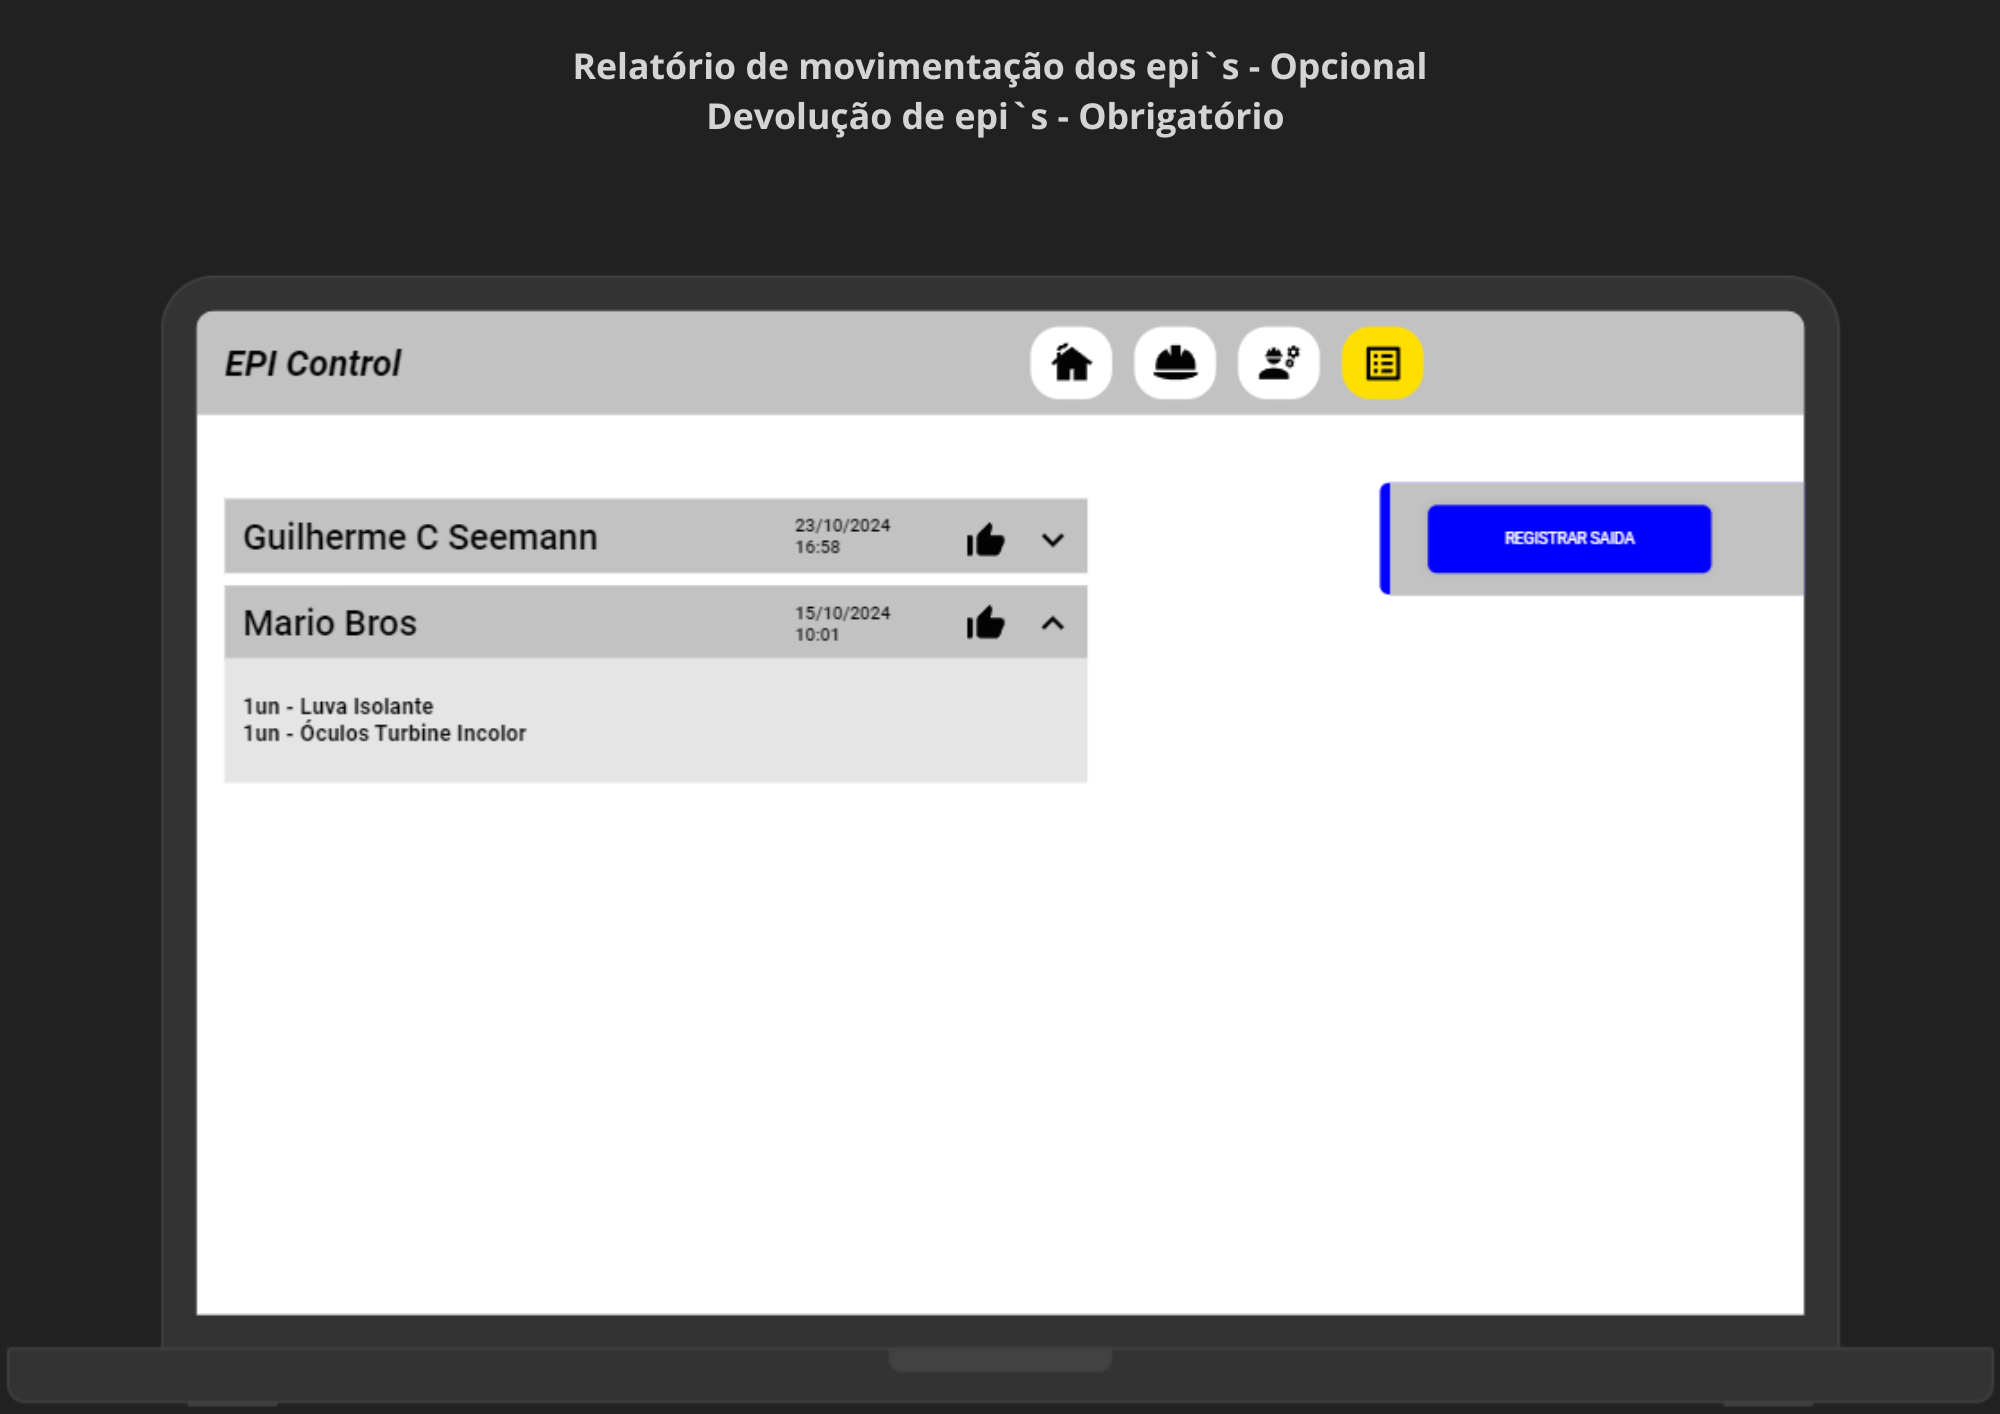 Relatório de movimentação dos epi`s - Opcional
Devolução de epi`s - Obrigatório
EPI Control
Guilherme C Seemann
23/10/2024
16:58
REGISTRAR SAIDA
Mario Bros
15/10/2024
10:01
1un - Luva Isolante
1un - Óculos Turbine Incolor